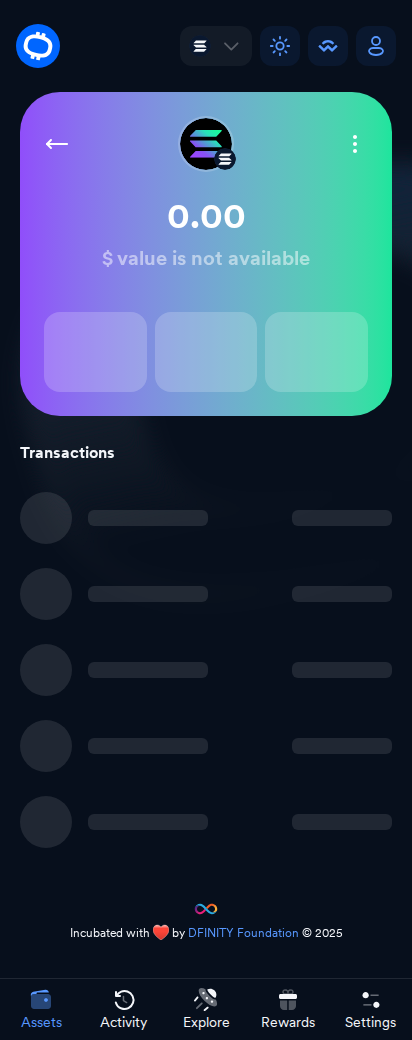 0.00
$ value is not available
Transactions
Incubated with ❤️ by DFINITY Foundation © 2025
Assets
Activity
Explore
Rewards
Settings